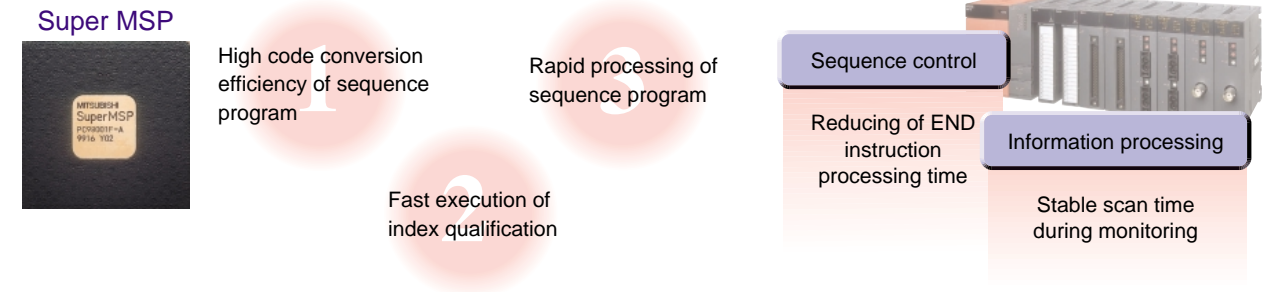 Super MSP
MITSUBISHI
SuperMSP
9916 Y02
1
High code conversion
efficiency of sequence
program
2
Fast execution of
index qualification
3
Rapid processing of
sequence program
Sequence control
Reducing of END
instruction
processing time
Information processing
Stable scan time
during monitoring